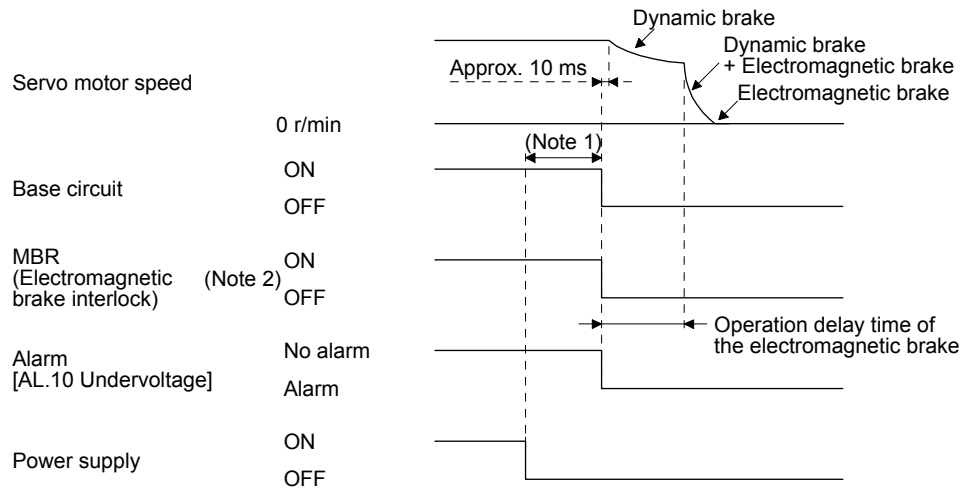 Dynamic brake
Dynamic brake
+ Electromagnetic brake
Electromagnetic brake
Approx. 10 ms
Servo motor speed
0 r/min
(Note 1)
ON
Base circuit
OFF
MBR
(Electromagnetic
brake interlock)
(Note 2)
ON
OFF
Operation delay time of
the electromagnetic brake
No alarm
Alarm
[AL.10 Undervoltage]
Alarm
ON
Power supply
OFF